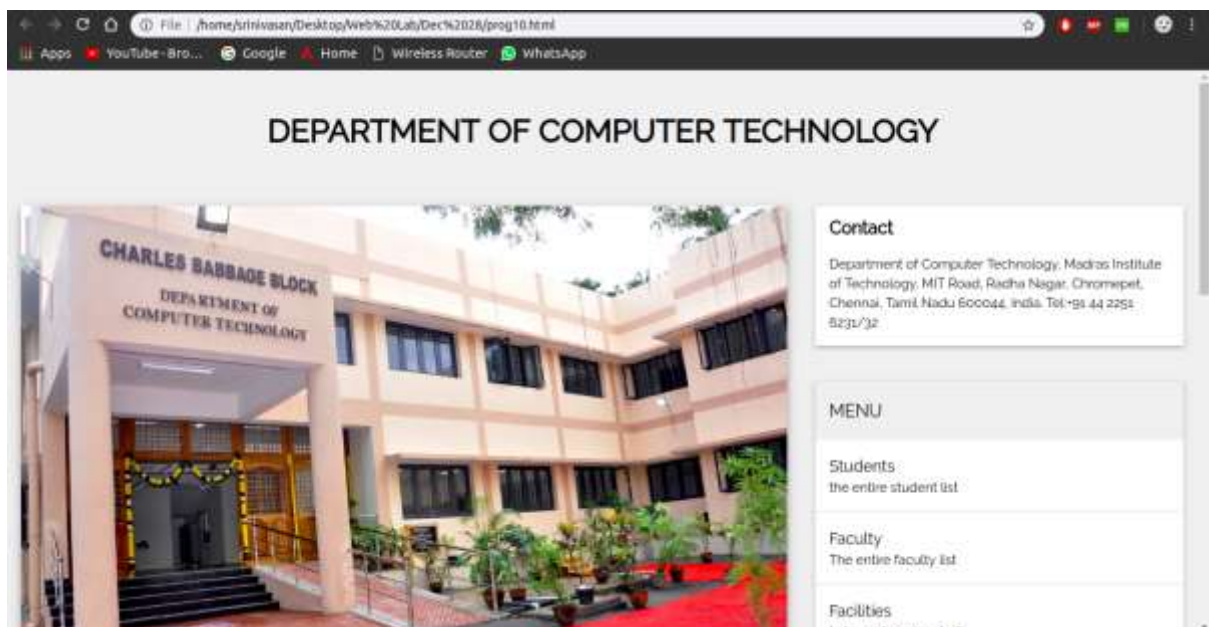 File | /home/srinivasan/Desktop/Web%20Lab/Dec%2028/prog10.html
Apps
YouTube - Bro...
Google
Home
Wireless Router
WhatsApp
DEPARTMENT OF COMPUTER TECHNOLOGY
CHARLES BABBAGE BLOCK
DEPARTMENT OF
COMPUTER TECHNOLOGY
Contact
Department of Computer Technology, Madras Institute
of Technology, MIT Road, Radha Nagar, Chromepet,
Chennai, Tamil Nadu 600044, India. Tel:+91 44 2251
6231/32
MENU
Students
the entire student list
Faculty
The entire faculty list
Facilities